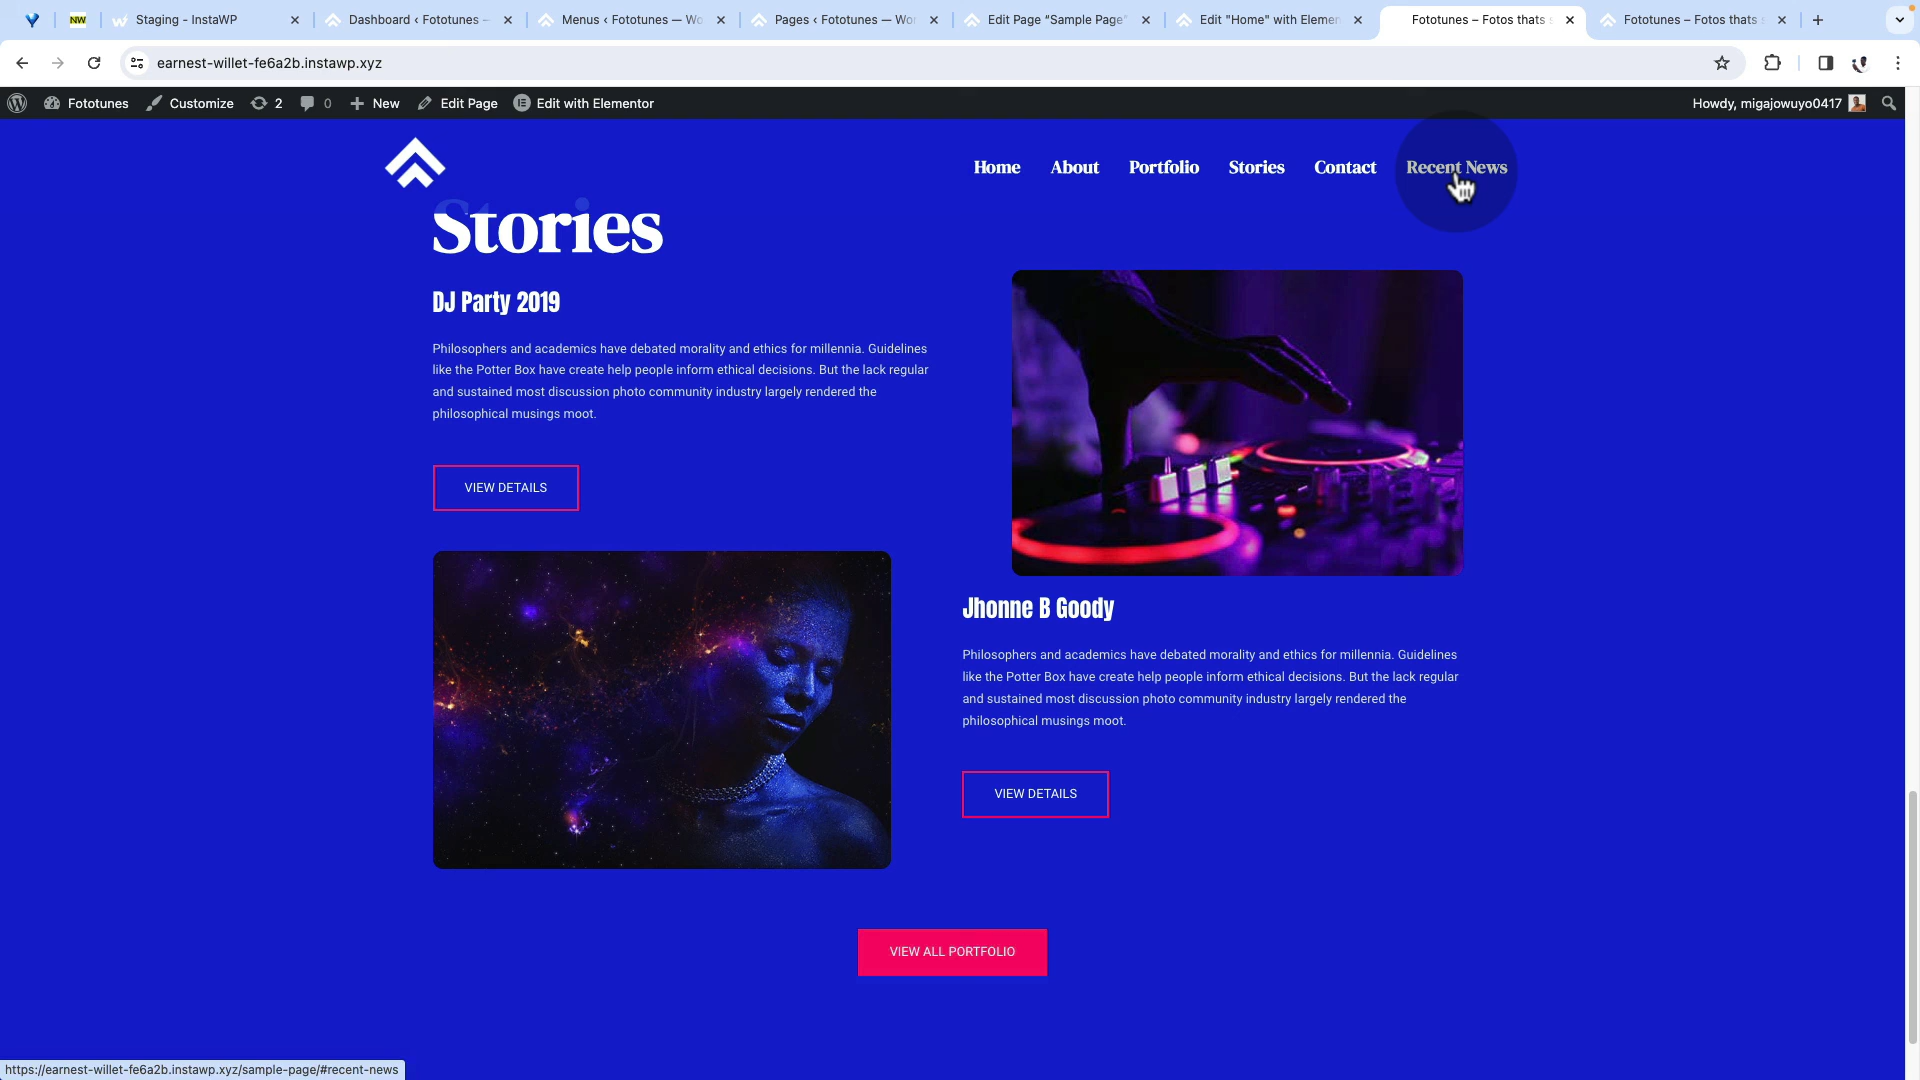 NW
Staging - InstaWP
Dashboard ‹ Fototunes —
Menus ‹ Fototunes — Wo
Pages ‹ Fototunes — Wor
Edit Page “Sample Page”
Edit "Home" with Elemen
Fototunes – Fotos thats s
Fototunes – Fotos thats s
earnest-willet-fe6a2b.instawp.xyz
Fototunes
Customize
2
0
New
Edit Page
Edit with Elementor
Howdy, migajowuyo0417
Home
About
Portfolio
Stories
Contact
Recent News
Stories
DJ Party 2019
Philosophers and academics have debated morality and ethics for millennia. Guidelines
like the Potter Box have create help people inform ethical decisions. But the lack regular
and sustained most discussion photo community industry largely rendered the
philosophical musings moot.
VIEW DETAILS
Jhonne B Goody
Philosophers and academics have debated morality and ethics for millennia. Guidelines
like the Potter Box have create help people inform ethical decisions. But the lack regular
and sustained most discussion photo community industry largely rendered the
philosophical musings moot.
VIEW DETAILS
VIEW ALL PORTFOLIO
https://earnest-willet-fe6a2b.instawp.xyz/sample-page/#recent-news